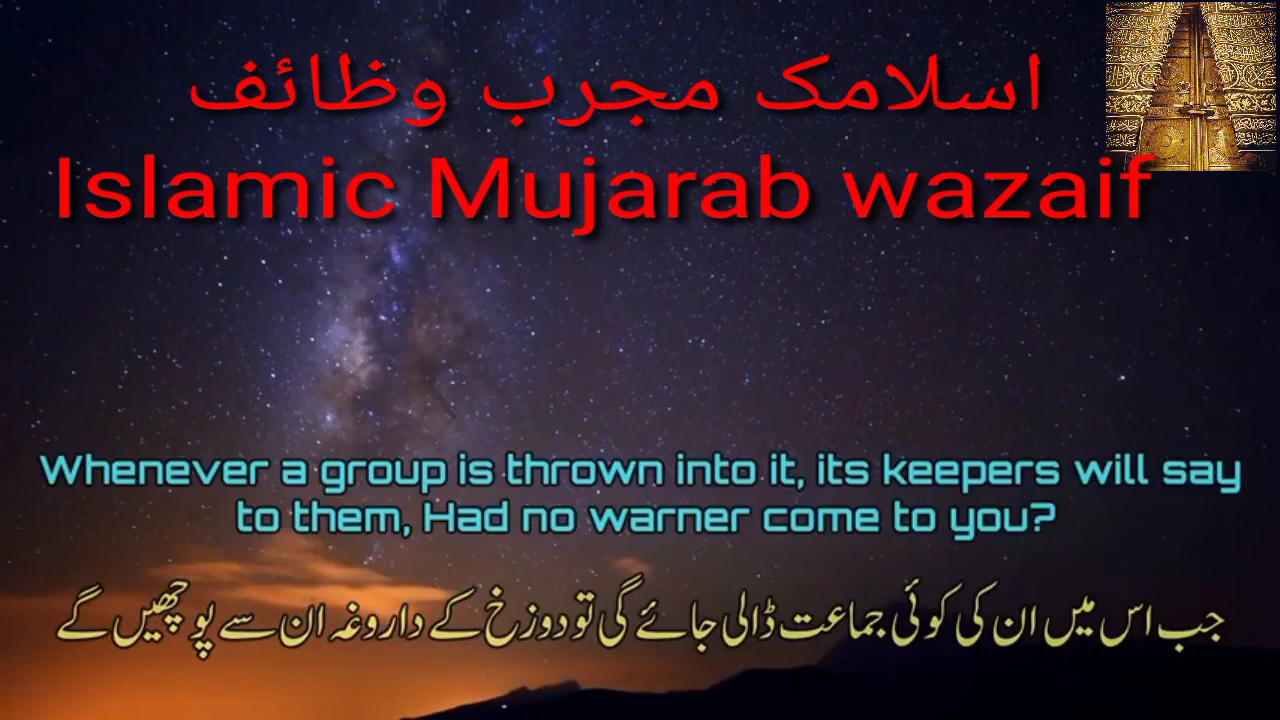 اسلامک مجرب وظائف
Islamic Mujarab wazaif
Whenever a group is thrown into it, its keepers will say
to them, Had no warner come to you?
جب اس میں ان کی کوئی جماعت ڈالی جائے گی تو دوزخ کے داروغہ ان سے پوچھیں گے